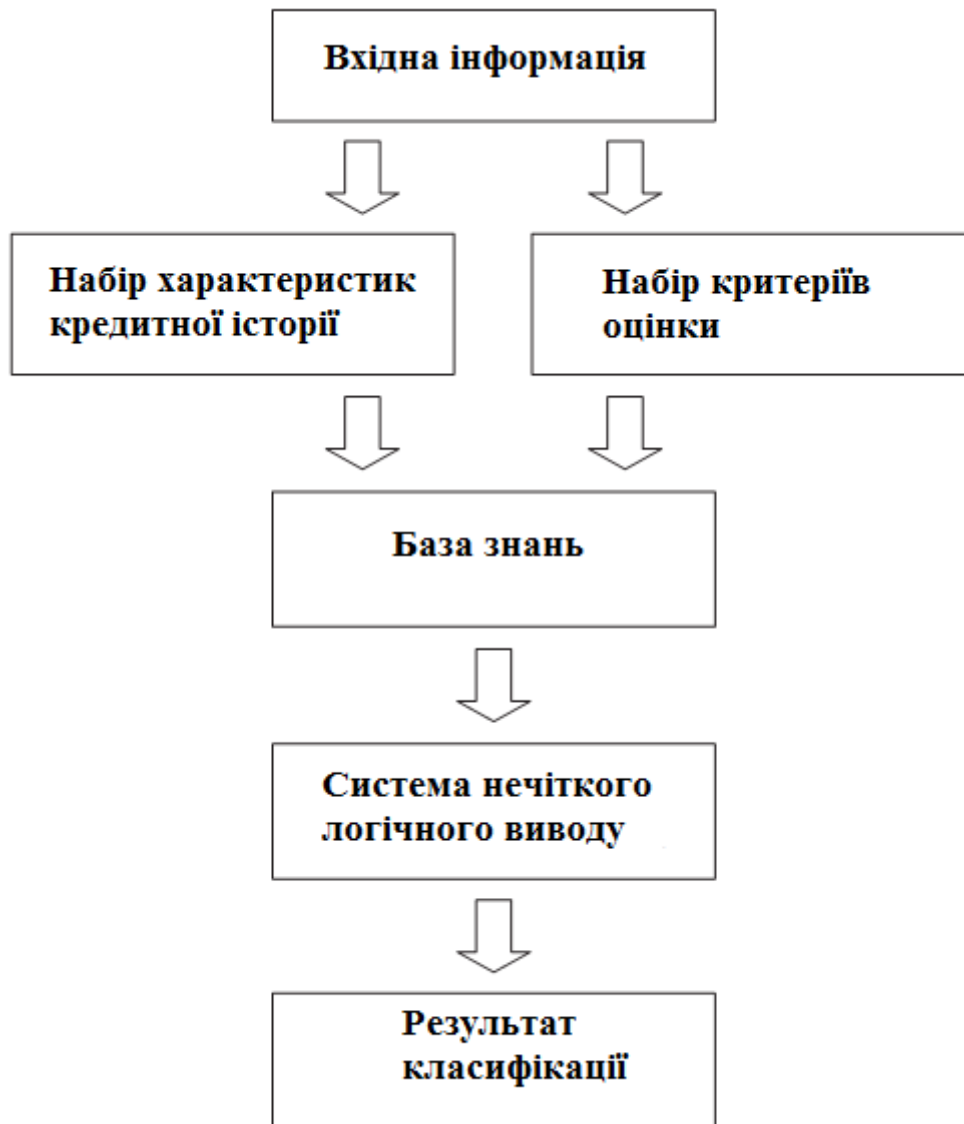 Вхідна інформація
Набір характеристик
кредитної історії
Набір критеріїв
оцінки
База знань
Система нечіткого
логічного виводу
Результат
класифікації